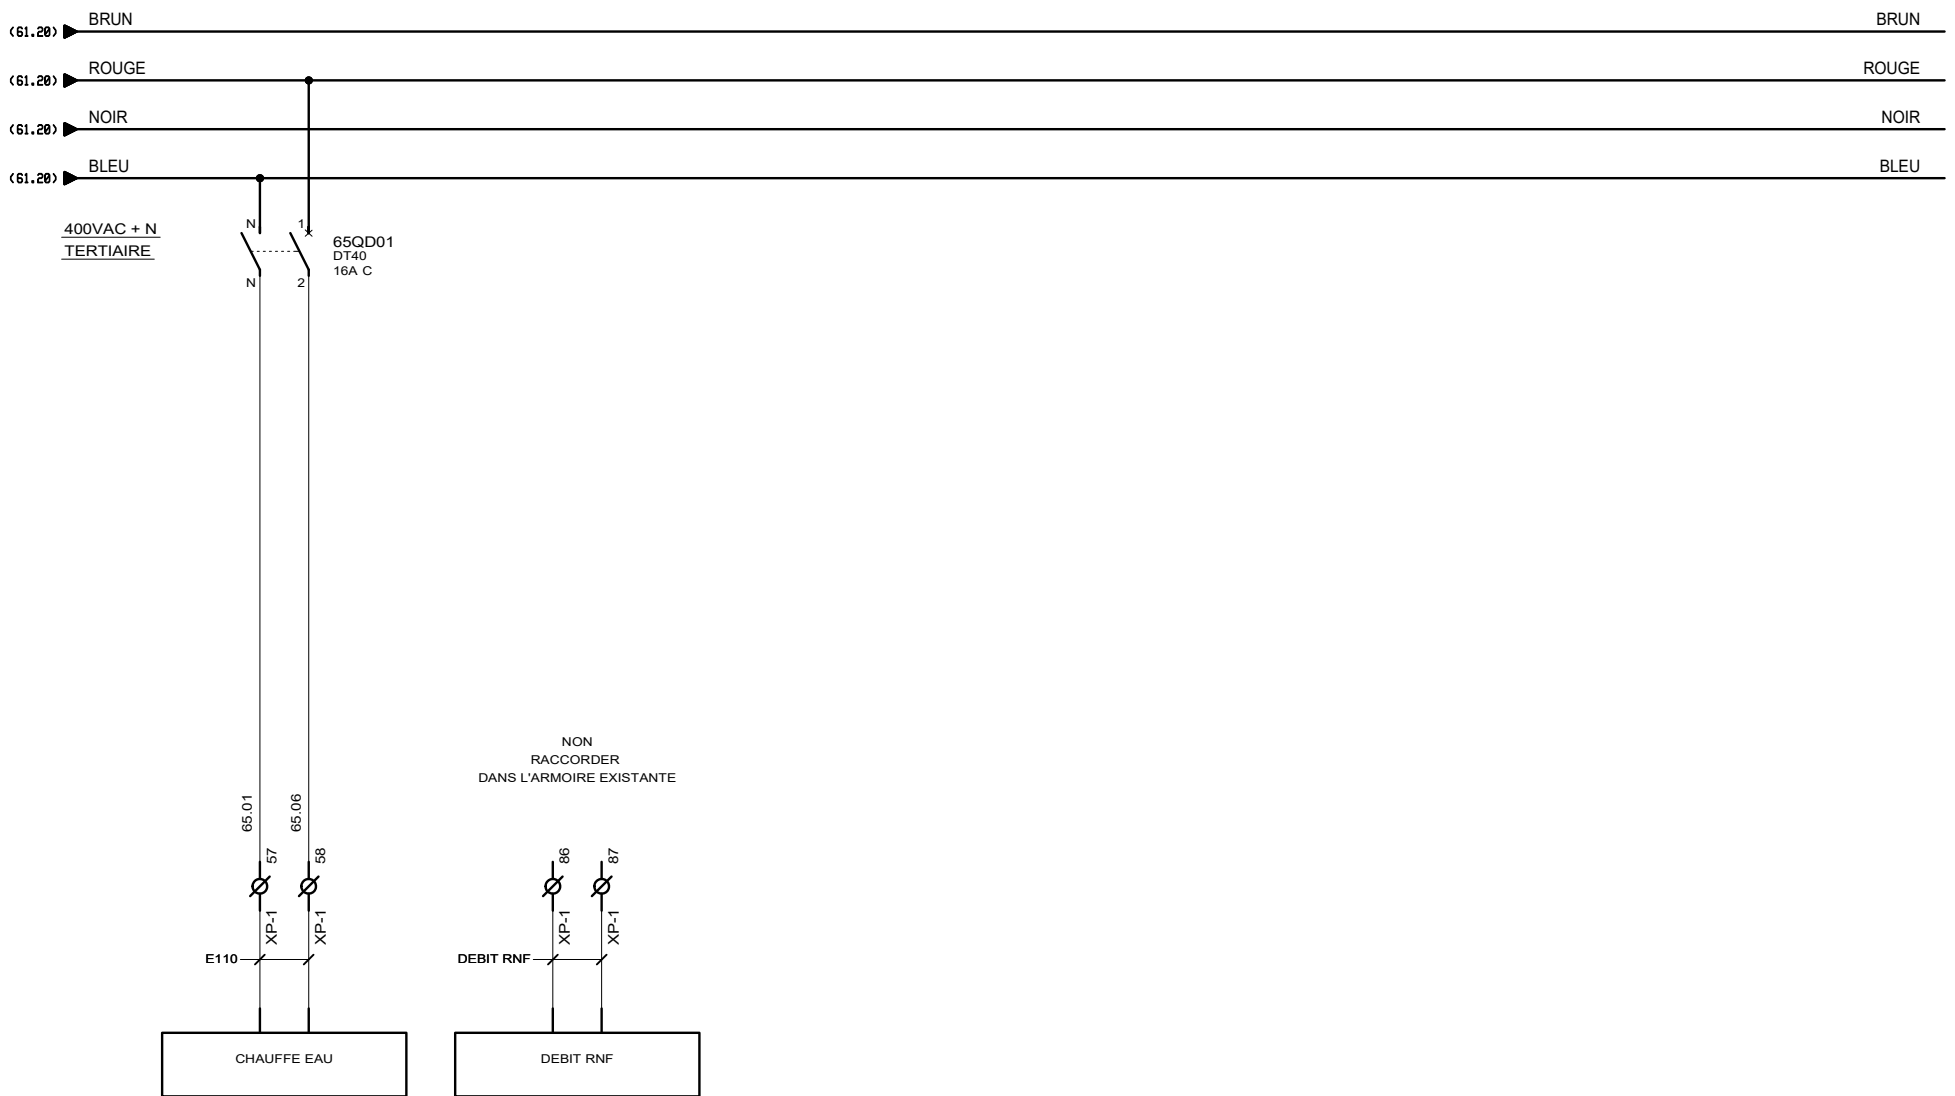 BRUN BRUN
(61.20)
ROUGE ROUGE
(61.20)
NOIR NOIR
(61.20)
BLEU BLEU
(61.20)
400VAC + N
TERTIAIRE
N 1
65QD01
DT40
16A C
N 2
NON
RACCORDER
DANS L'ARMOIRE EXISTANTE
65.01 65.06
57 58 86 87
XP-1 XP-1 XP-1 XP-1
E110 DEBIT RNF
CHAUFFE EAU DEBIT RNF